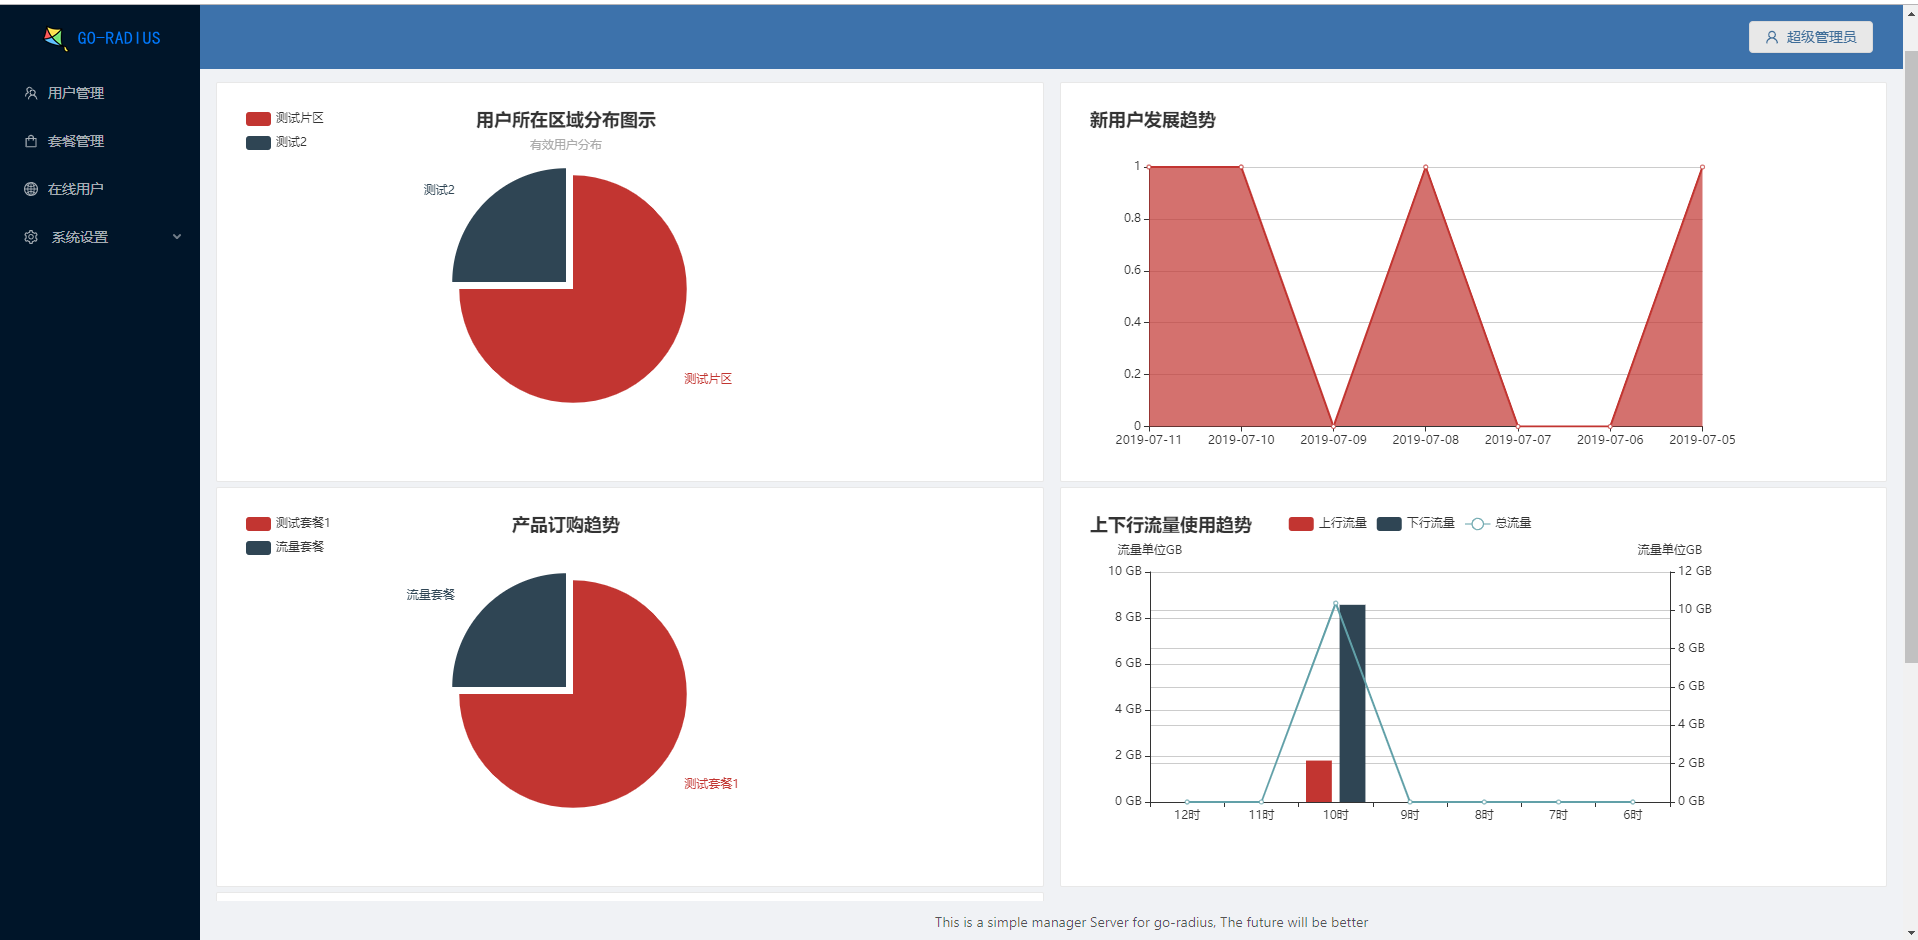 GO-RADIUS
用户管理
套餐管理
在线用户
系统设置
超级管理员
测试片区
测试2
用户所在区域分布图示
有效用户分布
测试2
测试片区
新用户发展趋势
1
0.8
0.6
0.4
0.2
0
2019-07-11 2019-07-10 2019-07-09 2019-07-08 2019-07-07 2019-07-06 2019-07-05
测试套餐1
流量套餐
产品订购趋势
流量套餐
测试套餐1
上下行流量使用趋势 上行流量 下行流量 总流量
流量单位GB 流量单位GB
10 GB 12 GB
8 GB 10 GB
6 GB 8 GB
4 GB 6 GB
2 GB 4 GB
0 GB 2 GB
0 GB
12时 11时 10时 9时 8时 7时 6时
This is a simple manager Server for go-radius, The future will be better